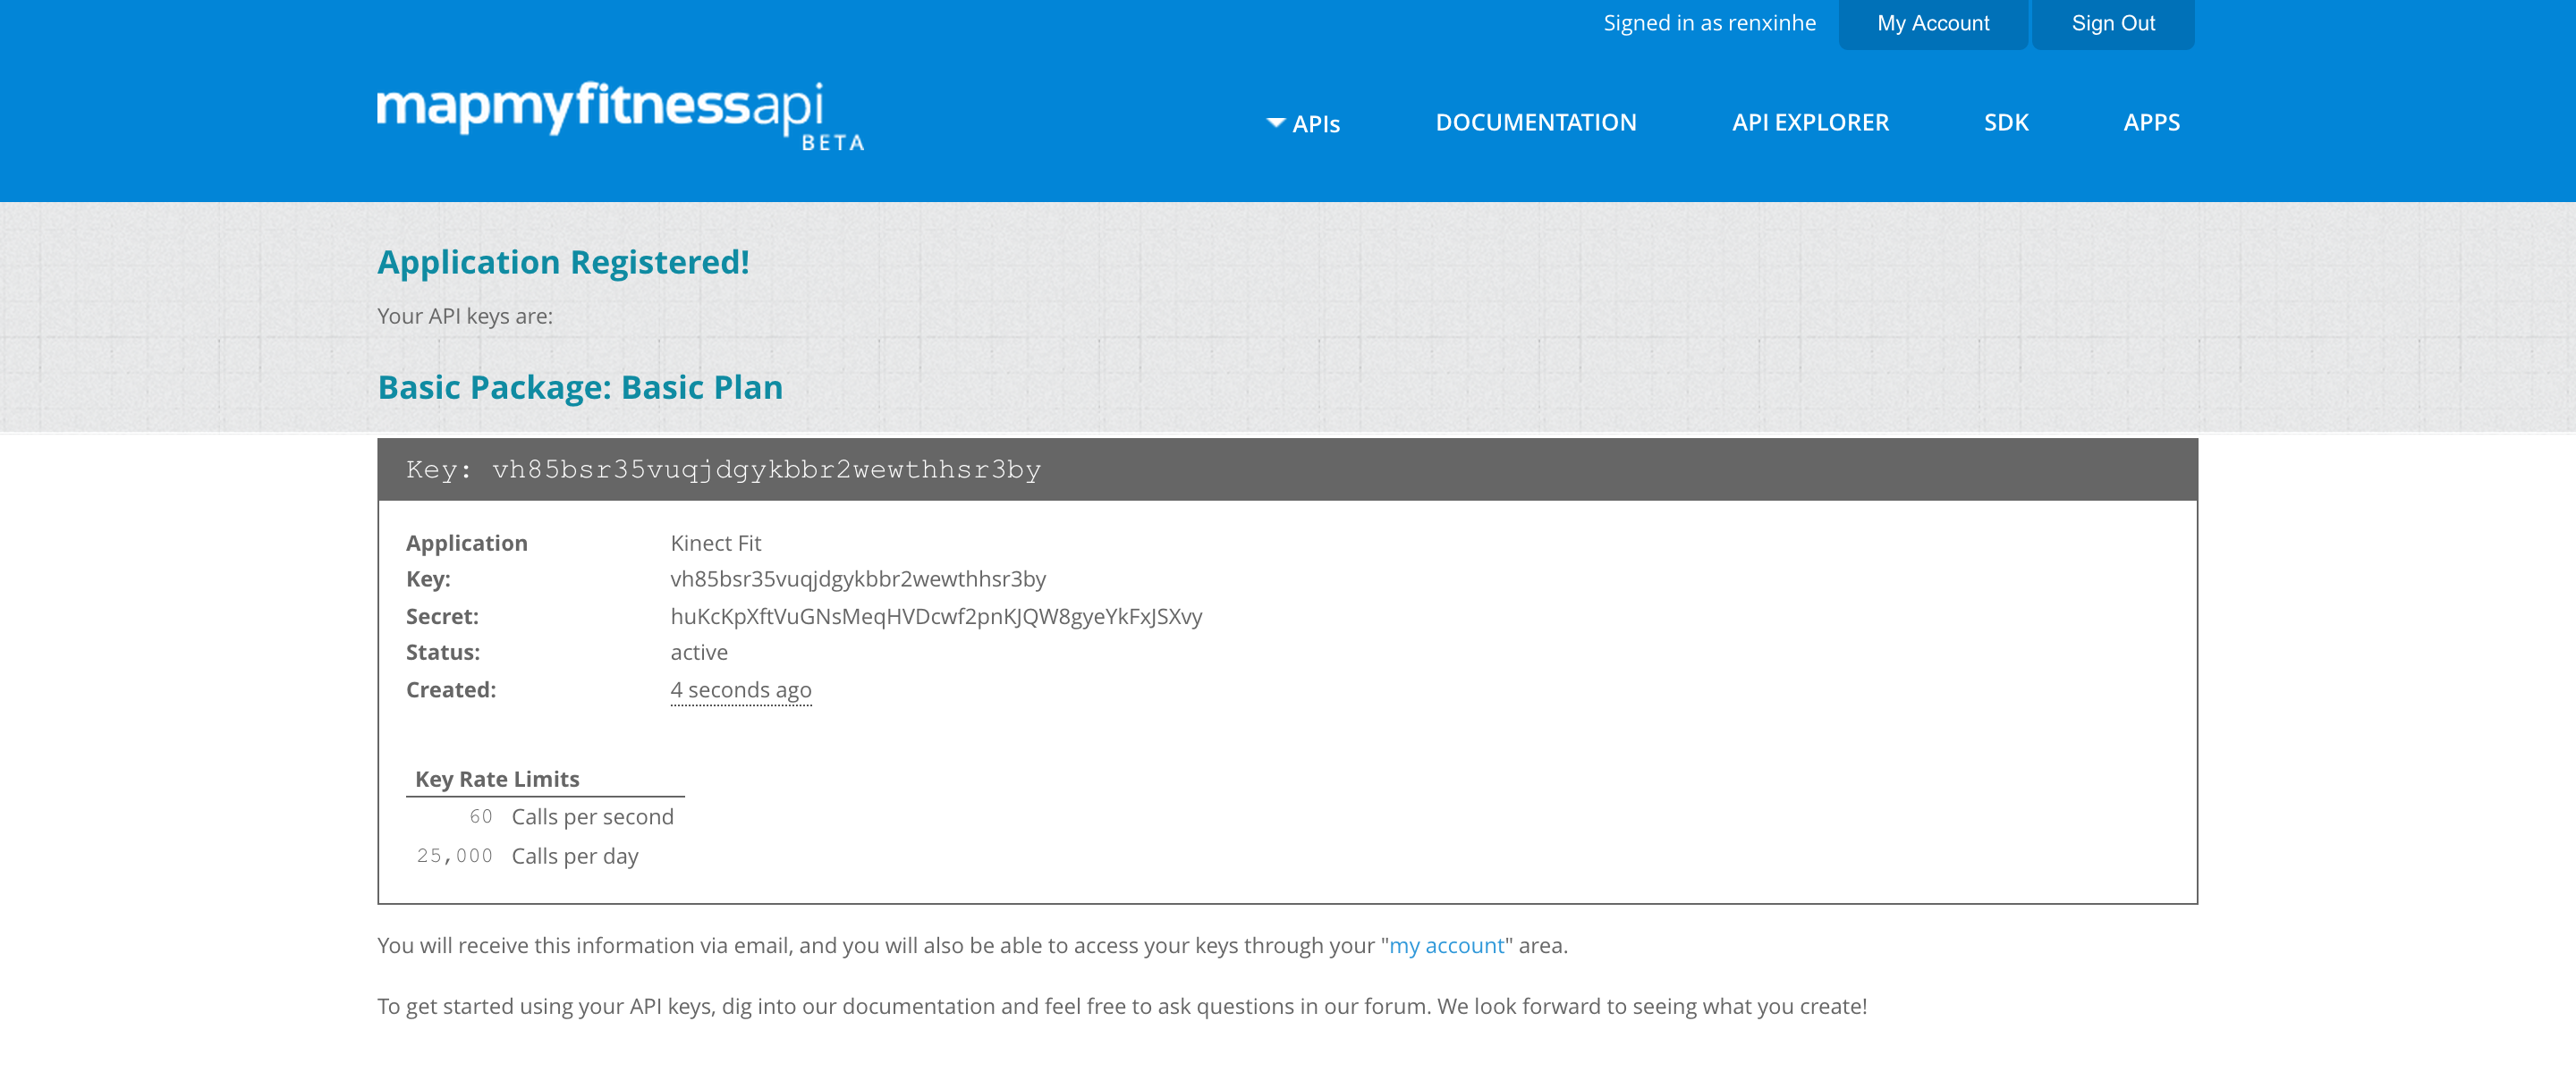 Signed in as renxinhe My Account Sign Out
mapmyfitnessapi
BETA
APIs DOCUMENTATION API EXPLORER SDK APPS
Application Registered!
Your API keys are:
Basic Package: Basic Plan
Key: vh85bsr35vuqjdgykbbr2wewthhsr3by
Application Kinect Fit
Key: vh85bsr35vuqjdgykbbr2wewthhsr3by
Secret: huKcKpXftVuGNsMeqHVDcwf2pnKJQW8gyeYkFxJSXvy
Status: active
Created: 4 seconds ago
Key Rate Limits
60 Calls per second
25,000 Calls per day
You will receive this information via email, and you will also be able to access your keys through your "my account" area.
To get started using your API keys, dig into our documentation and feel free to ask questions in our forum. We look forward to seeing what you create!